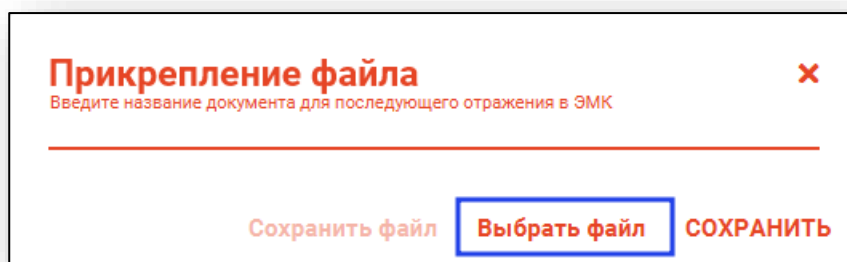 Прикрепление файла
Введите название документа для последующего отражения в ЭМК
Сохранить файл Выбрать файл СОХРАНИТЬ